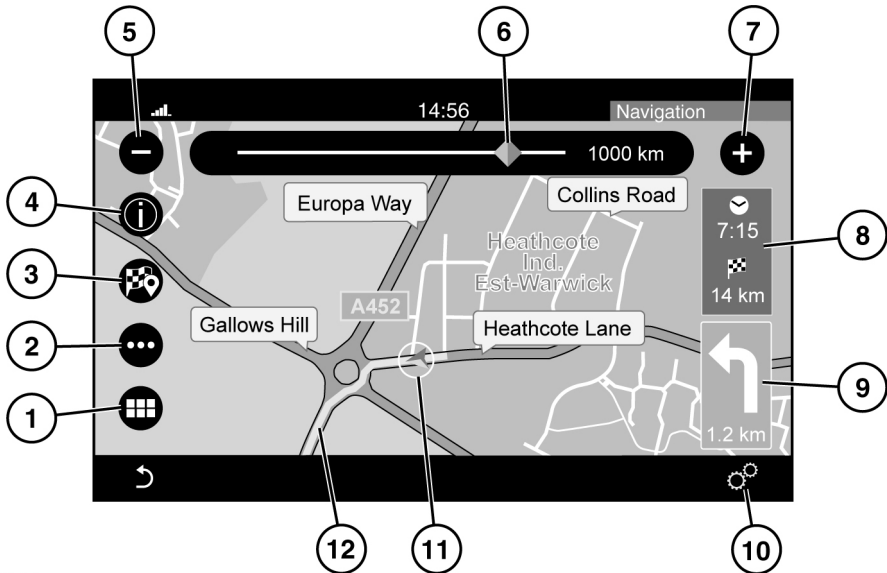 5
6
7
14:56
Navigation
1000 km
4
Europa Way
Collins Road
8
7:15
14 km
Heathcote
Ind.
Est-Warwick
3
A452
Gallows Hill
Heathcote Lane
2
9
1.2 km
1
12
11
10